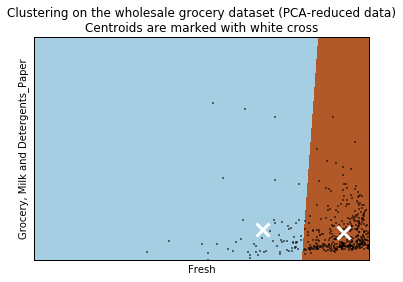 Clustering on the wholesale grocery dataset (PCA-reduced data)
Centroids are marked with white cross
Grocery, Milk and Detergents_Paper
Fresh